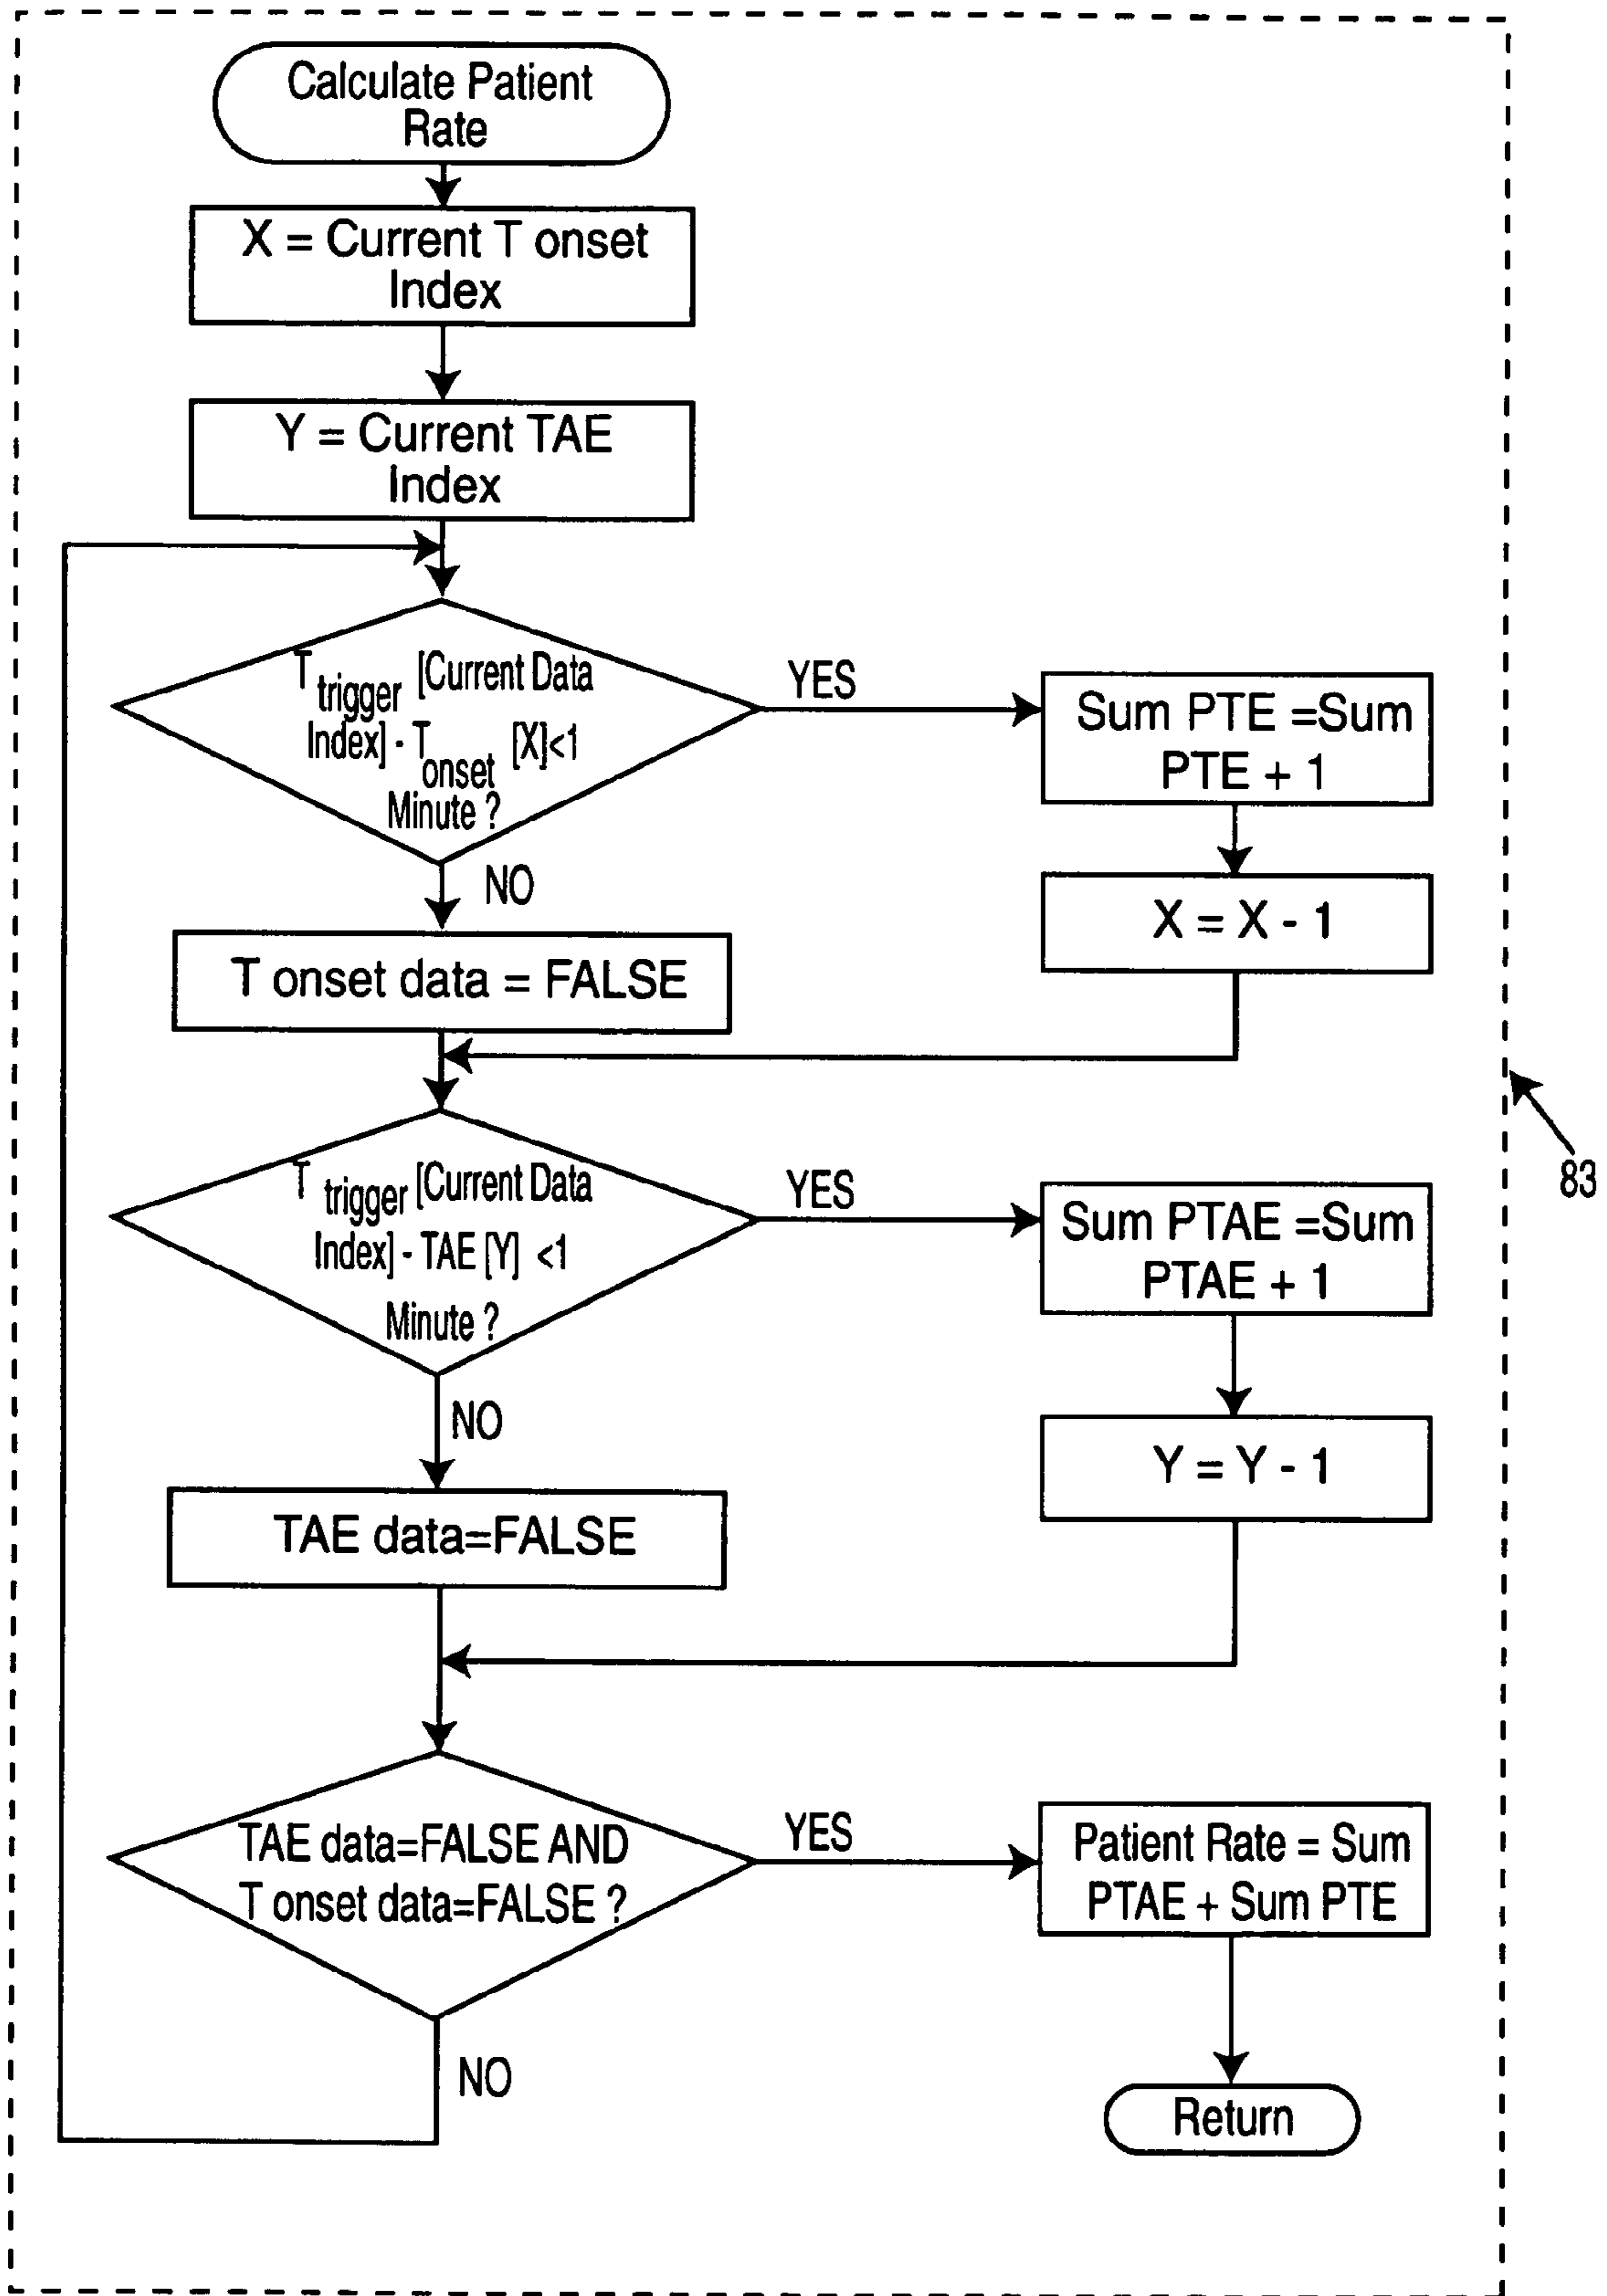 Calculate Patient
Rate
X = Current T onset
Index
Y = Current TAE
Index
T trigger [Current Data
Index] - T onset [X]<1
Minute ?
YES
Sum PTE =Sum
PTE + 1
X = X - 1
NO
T onset data = FALSE
T trigger [Current Data
Index] - TAE [Y] <1
Minute ?
YES
Sum PTAE =Sum
PTAE + 1
Y = Y - 1
NO
TAE data=FALSE
TAE data=FALSE AND
T onset data=FALSE ?
YES
Patient Rate = Sum
PTAE + Sum PTE
NO
Return
83